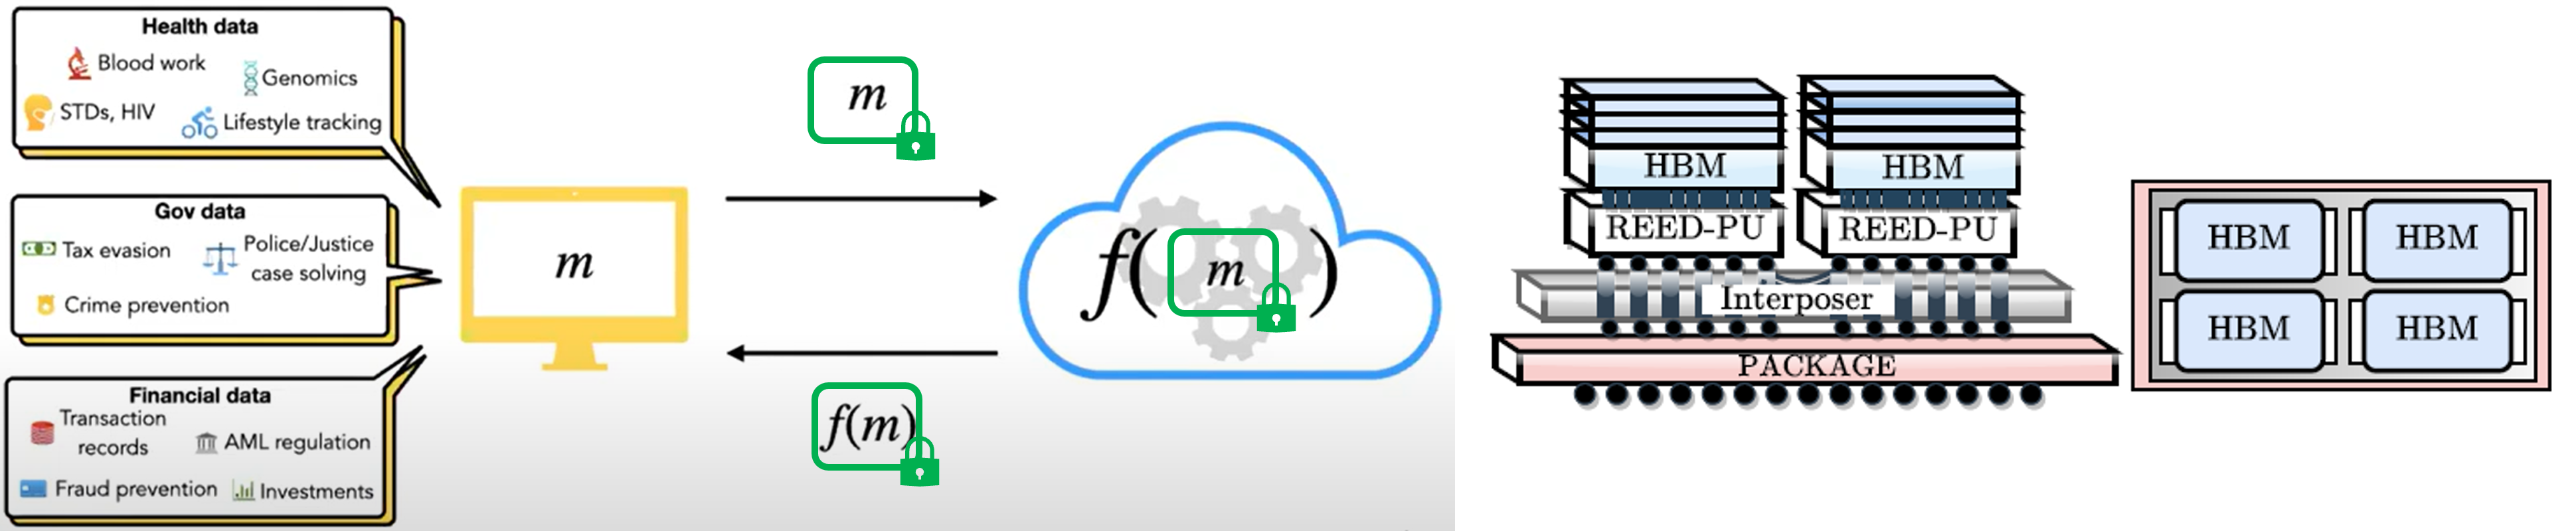 Health data
Blood work
Genomics
STDs, HIV
Lifestyle tracking
Gov data
Tax evasion
Police/Justice
case solving
Crime prevention
Financial data
Transaction
records
AML regulation
Fraud prevention
Investments
m
m
f(m)
f( m )
HBM
HBM
REED-PU
REED-PU
Interposer
PACKAGE
HBM
HBM
HBM
HBM